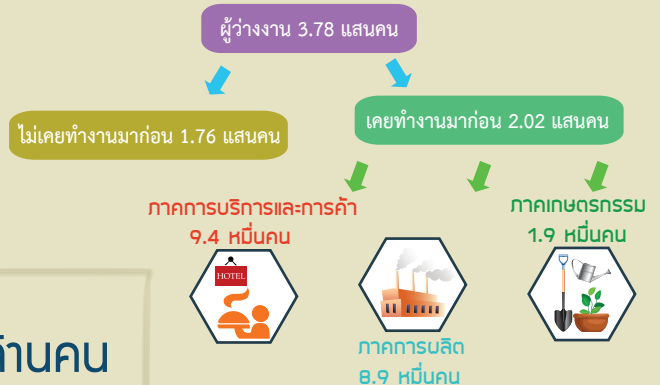 ผู้ว่างงาน 3.78 แสนคน
ไม่เคยทำงานมาก่อน 1.76 แสนคน
เคยทำงานมาก่อน 2.02 แสนคน
ภาคการบริการและการค้า
9.4 หมื่นคน
HOTEL
ภาคการผลิต
8.9 หมื่นคน
ภาคเกษตรกรรม
1.9 หมื่นคน